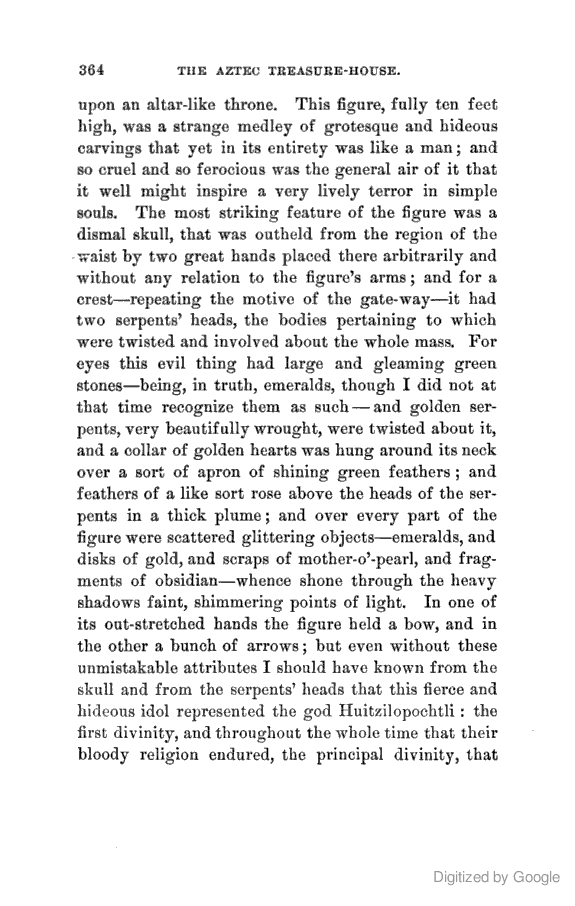 364 THE AZTEC TREASURE-HOUSE.
upon an altar-like throne. This figure, fully ten feet
high, was a strange medley of grotesque and hideous
carvings that yet in its entirety was like a man; and
so cruel and so ferocious was the general air of it that
it well might inspire a very lively terror in simple
souls. The most striking feature of the figure was a
dismal skull, that was outheld from the region of the
waist by two great hands placed there arbitrarily and
without any relation to the figure's arms; and for a
crest—repeating the motive of the gate-way—it had
two serpents' heads, the bodies pertaining to which
were twisted and involved about the whole mass. For
eyes this evil thing had large and gleaming green
stones—being, in truth, emeralds, though I did not at
that time recognize them as such—and golden ser-
pents, very beautifully wrought, were twisted about it,
and a collar of golden hearts was hung around its neck
over a sort of apron of shining green feathers; and
feathers of a like sort rose above the heads of the ser-
pents in a thick plume; and over every part of the
figure were scattered glittering objects—emeralds, and
disks of gold, and scraps of mother-o'-pearl, and frag-
ments of obsidian—whence shone through the heavy
shadows faint, shimmering points of light. In one of
its out-stretched hands the figure held a bow, and in
the other a bunch of arrows; but even without these
unmistakable attributes I should have known from the
skull and from the serpents' heads that this fierce and
hideous idol represented the god Huitzilopochtli: the
first divinity, and throughout the whole time that their
bloody religion endured, the principal divinity, that
Digitized by Google